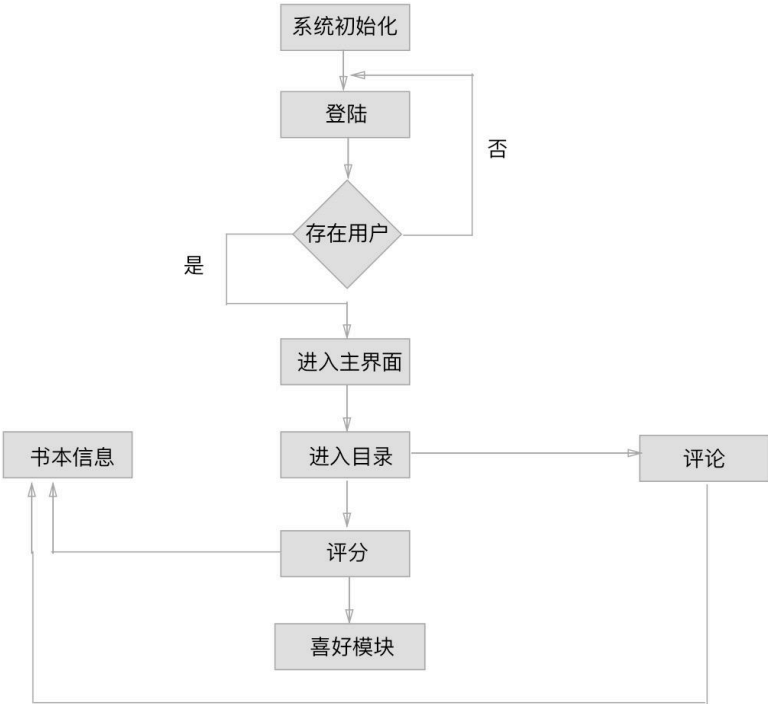 系统初始化
登陆
否
存在用户
是
进入主界面
书本信息
进入目录
评论
评分
喜好模块